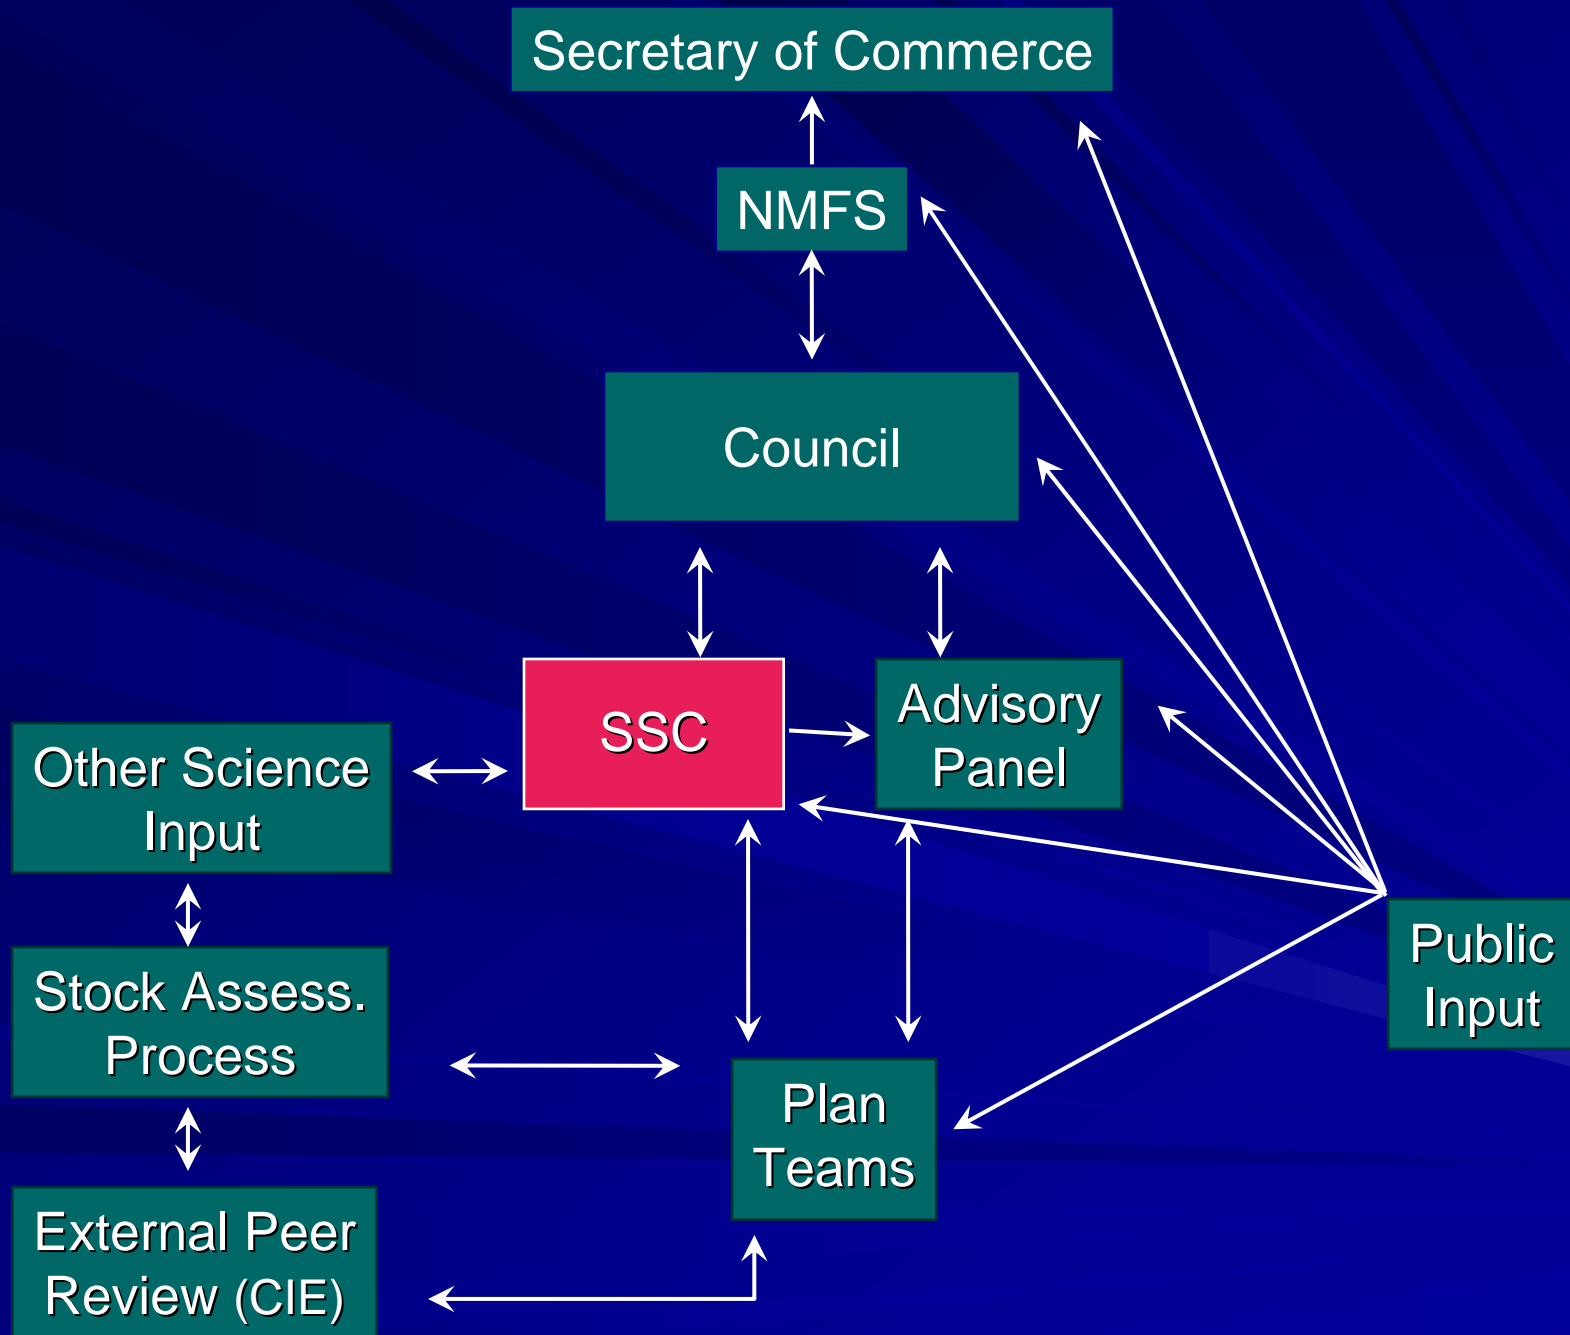 Secretary of Commerce
NMFS
Council
SSC
Advisory
Panel
Other Science
Input
Public
Input
Stock Assess.
Process
Plan
Teams
External Peer
Review (CIE)